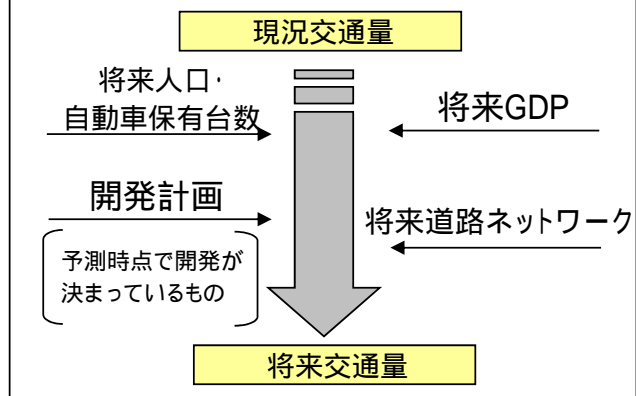 現況交通量
将来人口・
自動車保有台数
将来GDP
開発計画
将来道路ネットワーク
予測時点で開発が
決まっているもの
将来交通量